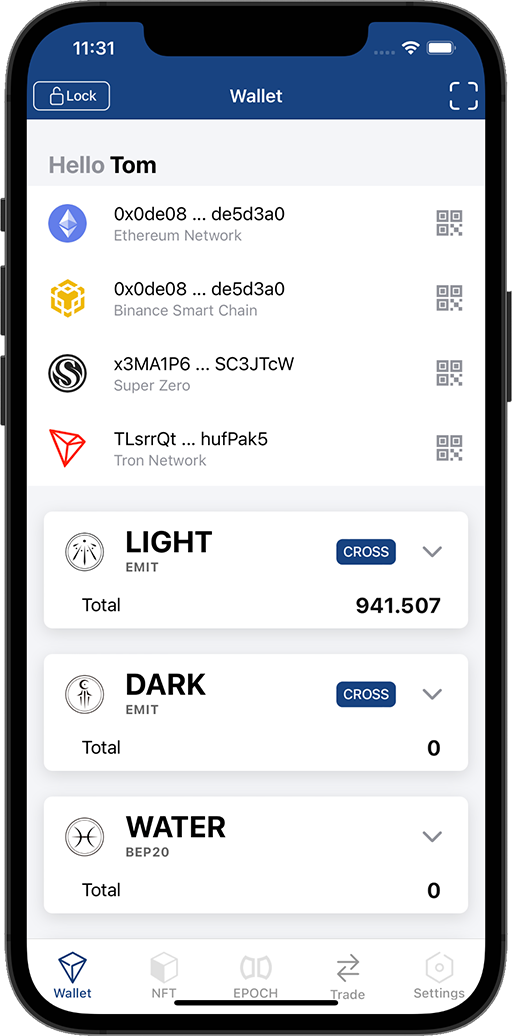 11:31
Lock
Wallet
Hello Tom
0x0de08 ... de5d3a0
Ethereum Network
0x0de08 ... de5d3a0
Binance Smart Chain
x3MA1P6 ... SC3JTcW
Super Zero
TLsrrQt ... hufPak5
Tron Network
LIGHT
CROSS
EMIT
Total 941.507
DARK
CROSS
EMIT
Total 0
WATER
BEP20
Total 0
Wallet NFT EPOCH Trade Settings